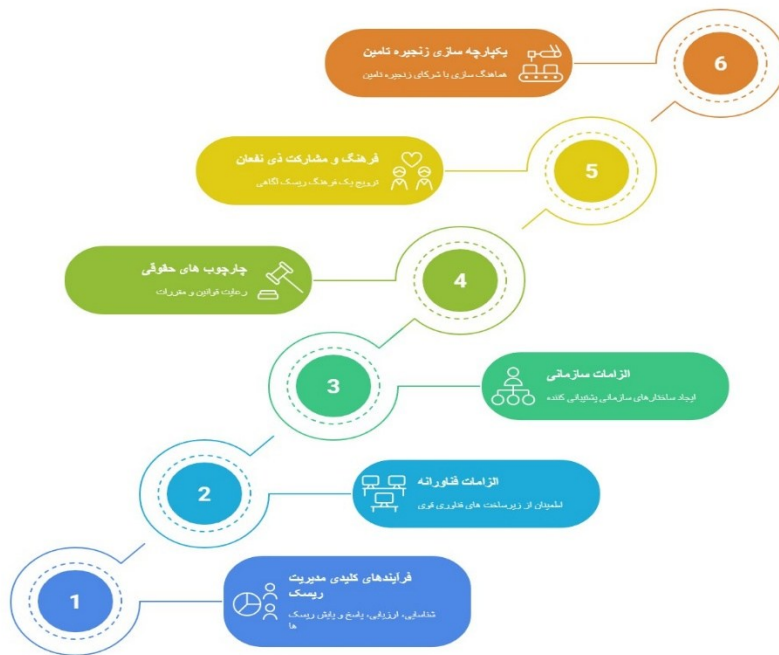 6
یکپارچه سازی زنجیره تامین
هماهنگ سازی با شرکای زنجیره تامین
5
فرهنگ و مشارکت ذی نفعان
ترویج یک فرهنگ ریسک آگاهی
4
چارچوب های حقوقی
رعایت قوانین و مقررات
3
الزامات سازمانی
ایجاد ساختارهای سازمانی پشتیبانی کننده
2
الزامات فناورانه
اطمینان از زیرساخت های فناوری قوی
1
فرآیندهای کلیدی مدیریت
ریسک
شناسایی، ارزیابی، پاسخ و پایش ریسک
ها